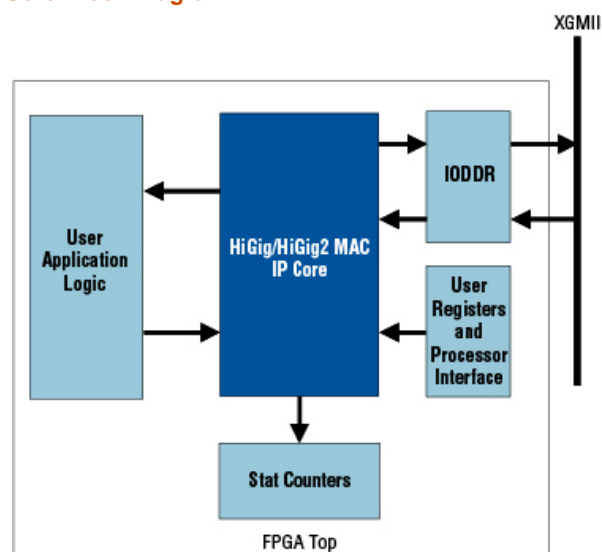 XGMII
IODDR
User
Application
Logic
HiGig/HiGig2 MAC
IP Core
User
Registers
and
Processor
Interface
Stat Counters
FPGA Top